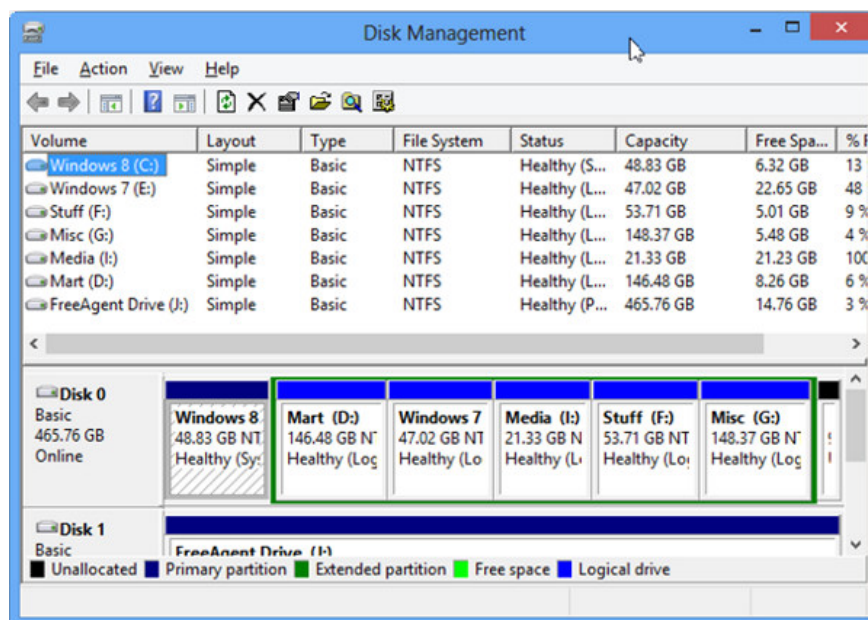 Disk Management
File Action View Help
Volume Layout Type File System Status Capacity Free Spa... %
Windows 8 (C:) Simple Basic NTFS Healthy (S... 48.83 GB 6.32 GB 13
Windows 7 (E:) Simple Basic NTFS Healthy (L... 47.02 GB 22.65 GB 48
Stuff (F:) Simple Basic NTFS Healthy (L... 53.71 GB 5.01 GB 9 %
Misc (G:) Simple Basic NTFS Healthy (L... 148.37 GB 5.48 GB 4 %
Media (I:) Simple Basic NTFS Healthy (L... 21.33 GB 21.23 GB 100
Mart (D:) Simple Basic NTFS Healthy (L... 146.48 GB 8.26 GB 6 %
FreeAgent Drive (J:) Simple Basic NTFS Healthy (P... 465.76 GB 14.76 GB 3 %
Disk 0
Basic
465.76 GB
Online
Windows 8 Mart (D:) Windows 7 Media (I:) Stuff (F:) Misc (G:)
48.83 GB NT 146.48 GB NT 47.02 GB NT 21.33 GB N 53.71 GB NT 148.37 GB NT
Healthy (Sy Healthy (Log Healthy (Lo Healthy (L Healthy (Lo Healthy (Log
Disk 1
Basic FreeAgent Drive (J:)
Unallocated Primary partition Extended partition Free space Logical drive